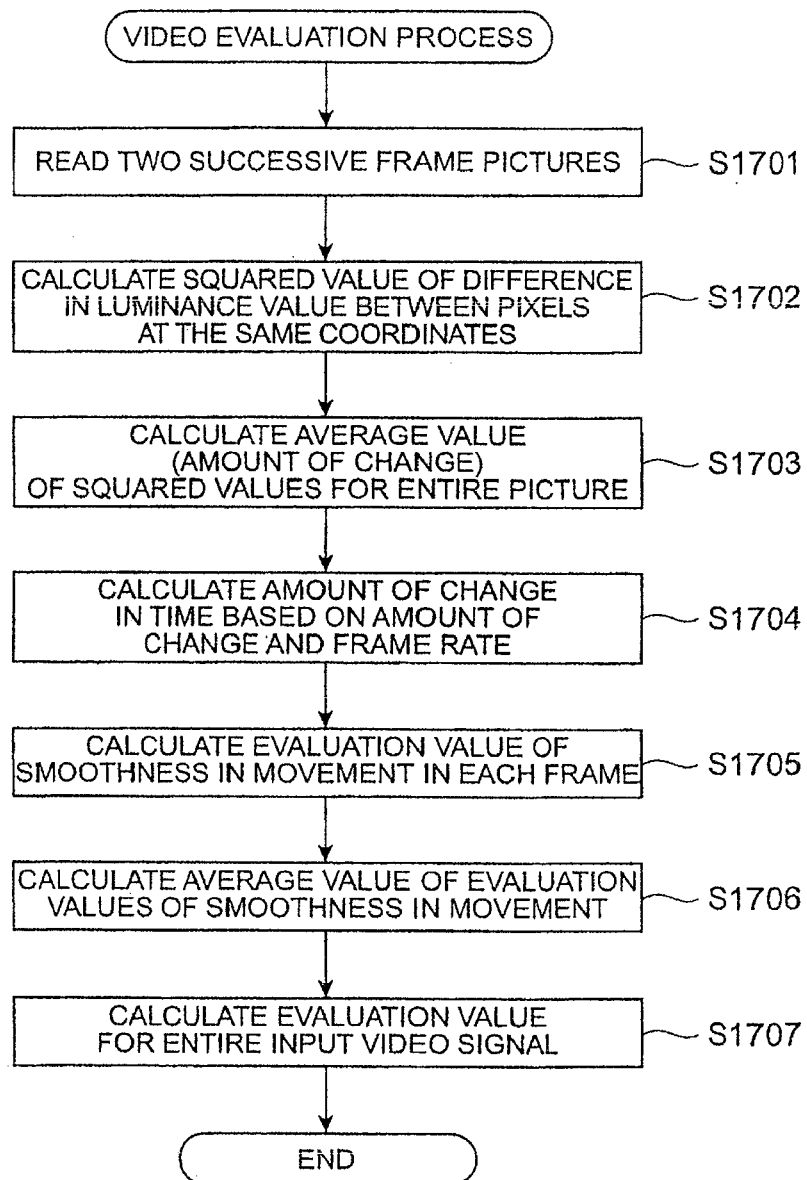 VIDEO EVALUATION PROCESS
READ TWO SUCCESSIVE FRAME PICTURES
S1701
CALCULATE SQUARED VALUE OF DIFFERENCE
IN LUMINANCE VALUE BETWEEN PIXELS
AT THE SAME COORDINATES
S1702
CALCULATE AVERAGE VALUE
(AMOUNT OF CHANGE)
OF SQUARED VALUES FOR ENTIRE PICTURE
S1703
CALCULATE AMOUNT OF CHANGE
IN TIME BASED ON AMOUNT OF
CHANGE AND FRAME RATE
S1704
CALCULATE EVALUATION VALUE OF
SMOOTHNESS IN MOVEMENT IN EACH FRAME
S1705
CALCULATE AVERAGE VALUE OF EVALUATION
VALUES OF SMOOTHNESS IN MOVEMENT
S1706
CALCULATE EVALUATION VALUE
FOR ENTIRE INPUT VIDEO SIGNAL
S1707
END